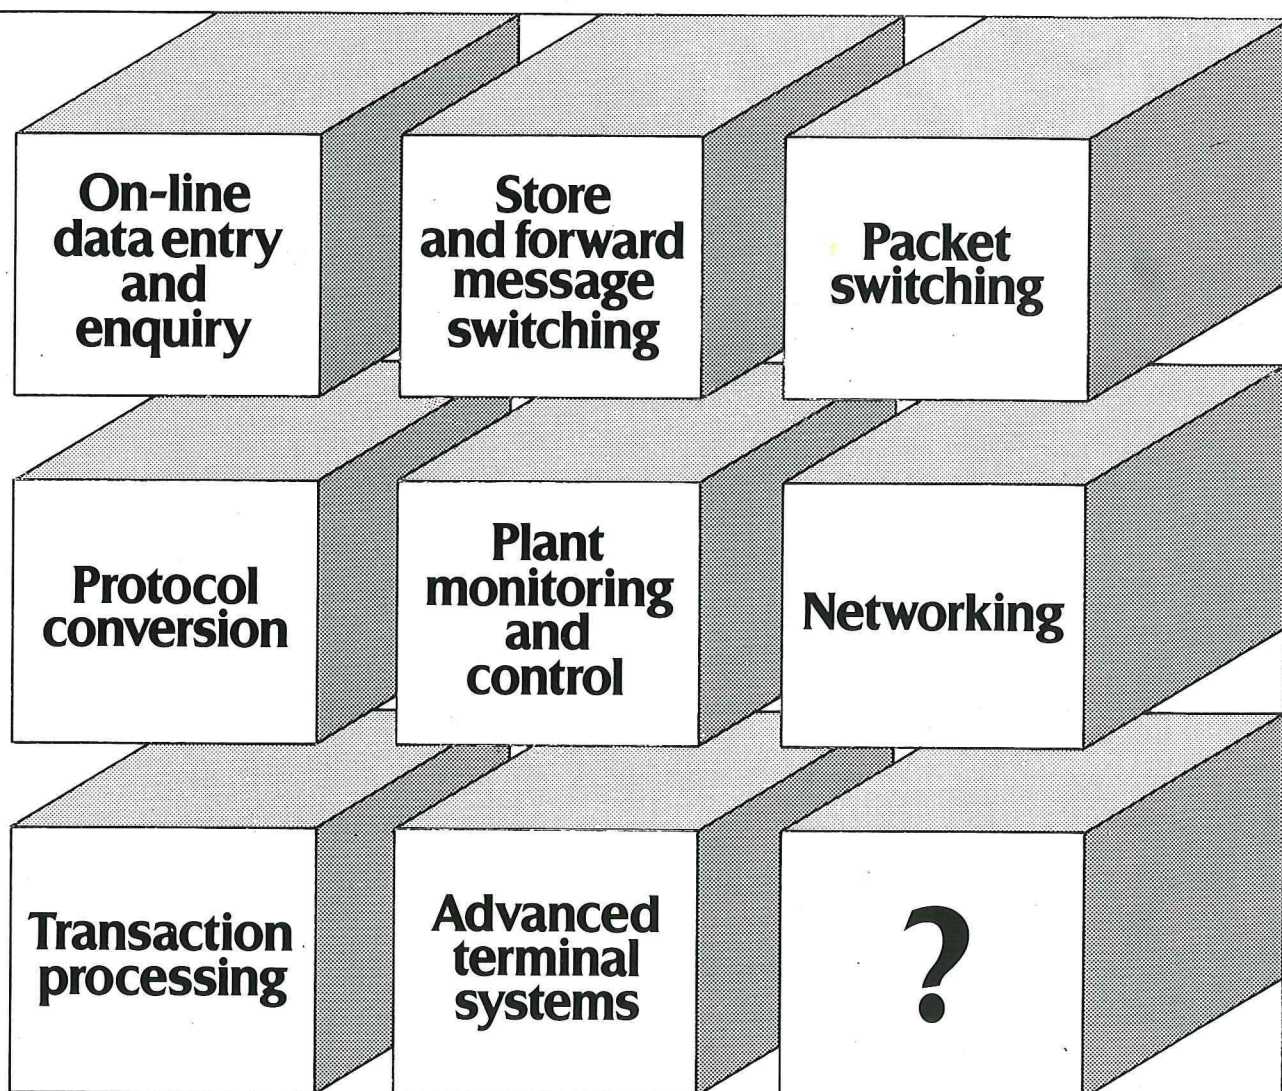 On-line
data entry
and
enquiry
Store
and forward
message
switching
Packet
switching
Protocol
conversion
Plant
monitoring
and
control
Networking
Transaction
processing
Advanced
terminal
systems
?